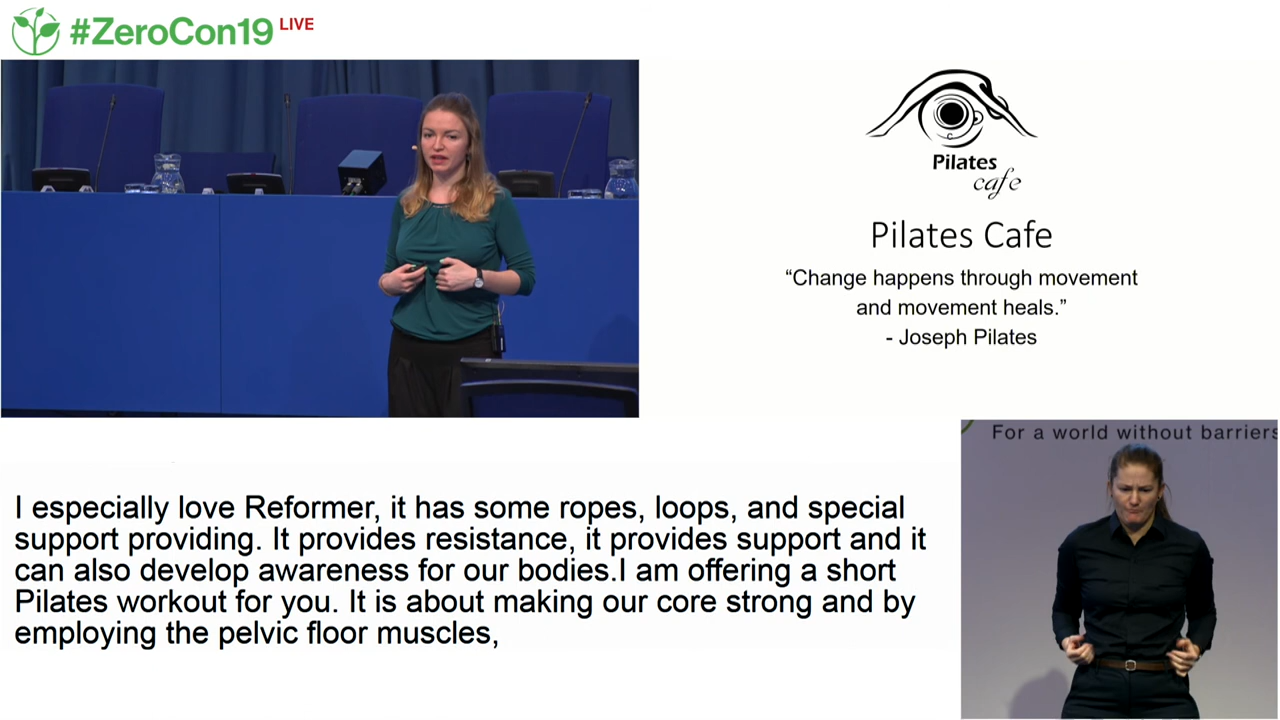 #ZeroCon19 LIVE
Pilates
cafe
Pilates Cafe
“Change happens through movement
and movement heals.”
- Joseph Pilates
For a world without barriers
I especially love Reformer, it has some ropes, loops, and special
support providing. It provides resistance, it provides support and it
can also develop awareness for our bodies.I am offering a short
Pilates workout for you. It is about making our core strong and by
employing the pelvic floor muscles,